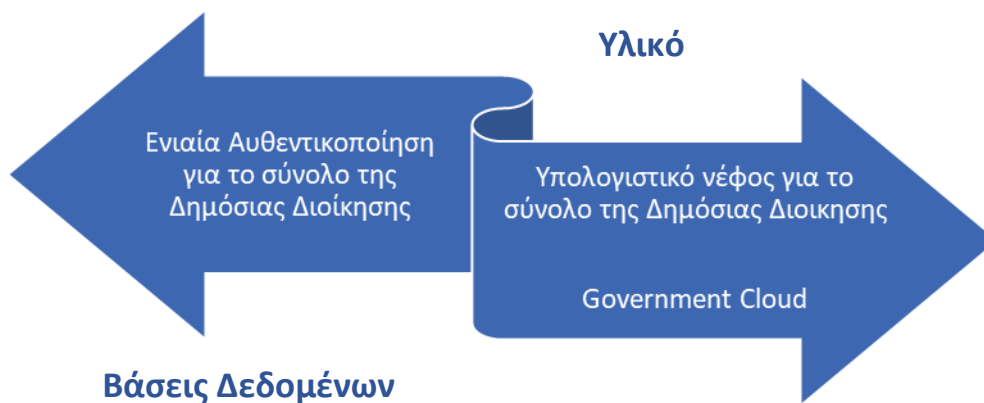 Υλικό
Ενιαία Αυθεντικοποίηση
για το σύνολο της
Δημόσιας Διοίκησης
Υπολογιστικό νέφος για το
σύνολο της Δημόσιας Διοικησης
Government Cloud
Βάσεις Δεδομένων